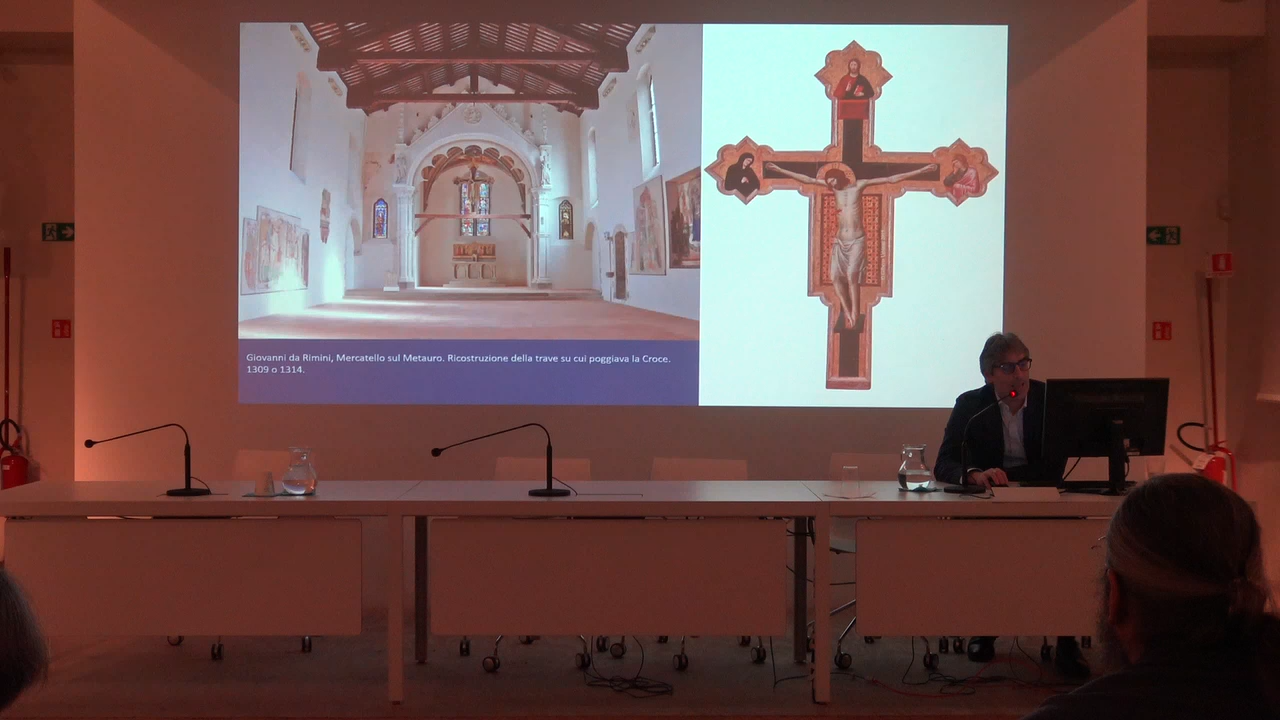 Giovanni da Rimini, Mercatello sul Metauro. Ricostruzione della trave su cui poggiava la Croce.
1309 o 1314.